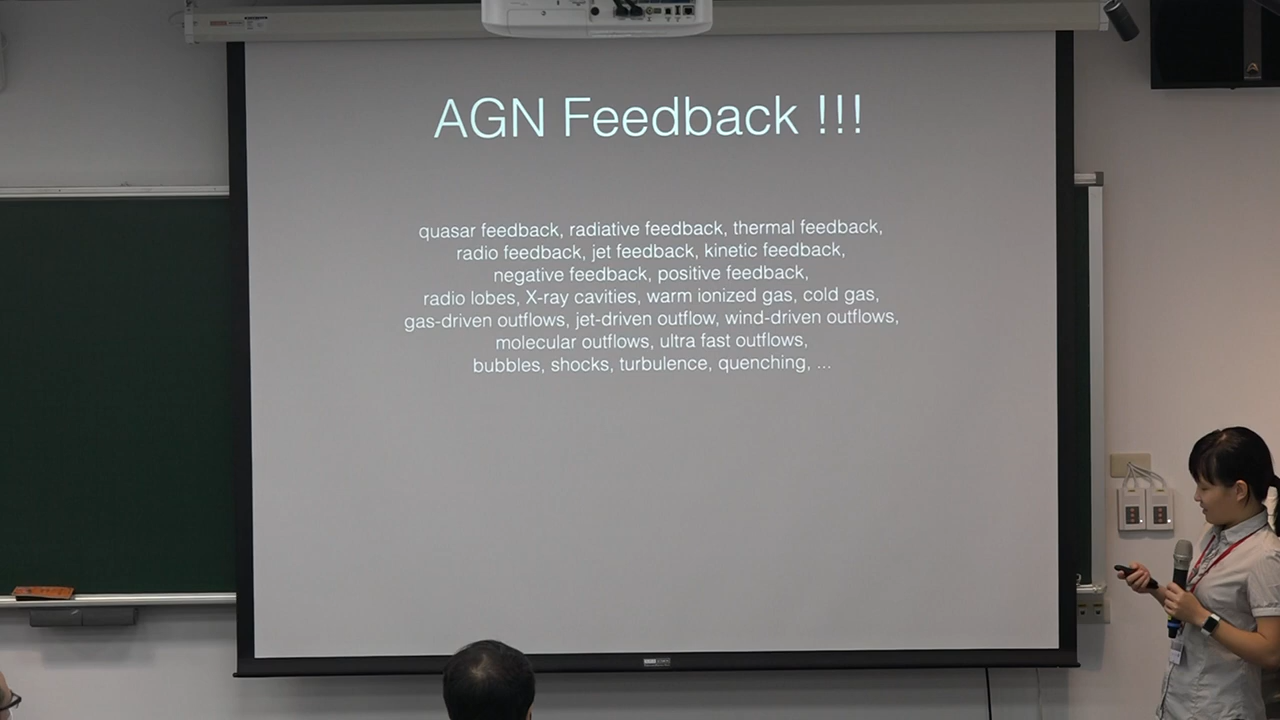 AGN Feedback !!!
quasar feedback, radiative feedback, thermal feedback,
radio feedback, jet feedback, kinetic feedback,
negative feedback, positive feedback,
radio lobes, X-ray cavities, warm ionized gas, cold gas,
gas-driven outflows, jet-driven outflow, wind-driven outflows,
molecular outflows, ultra fast outflows,
bubbles, shocks, turbulence, quenching, ...